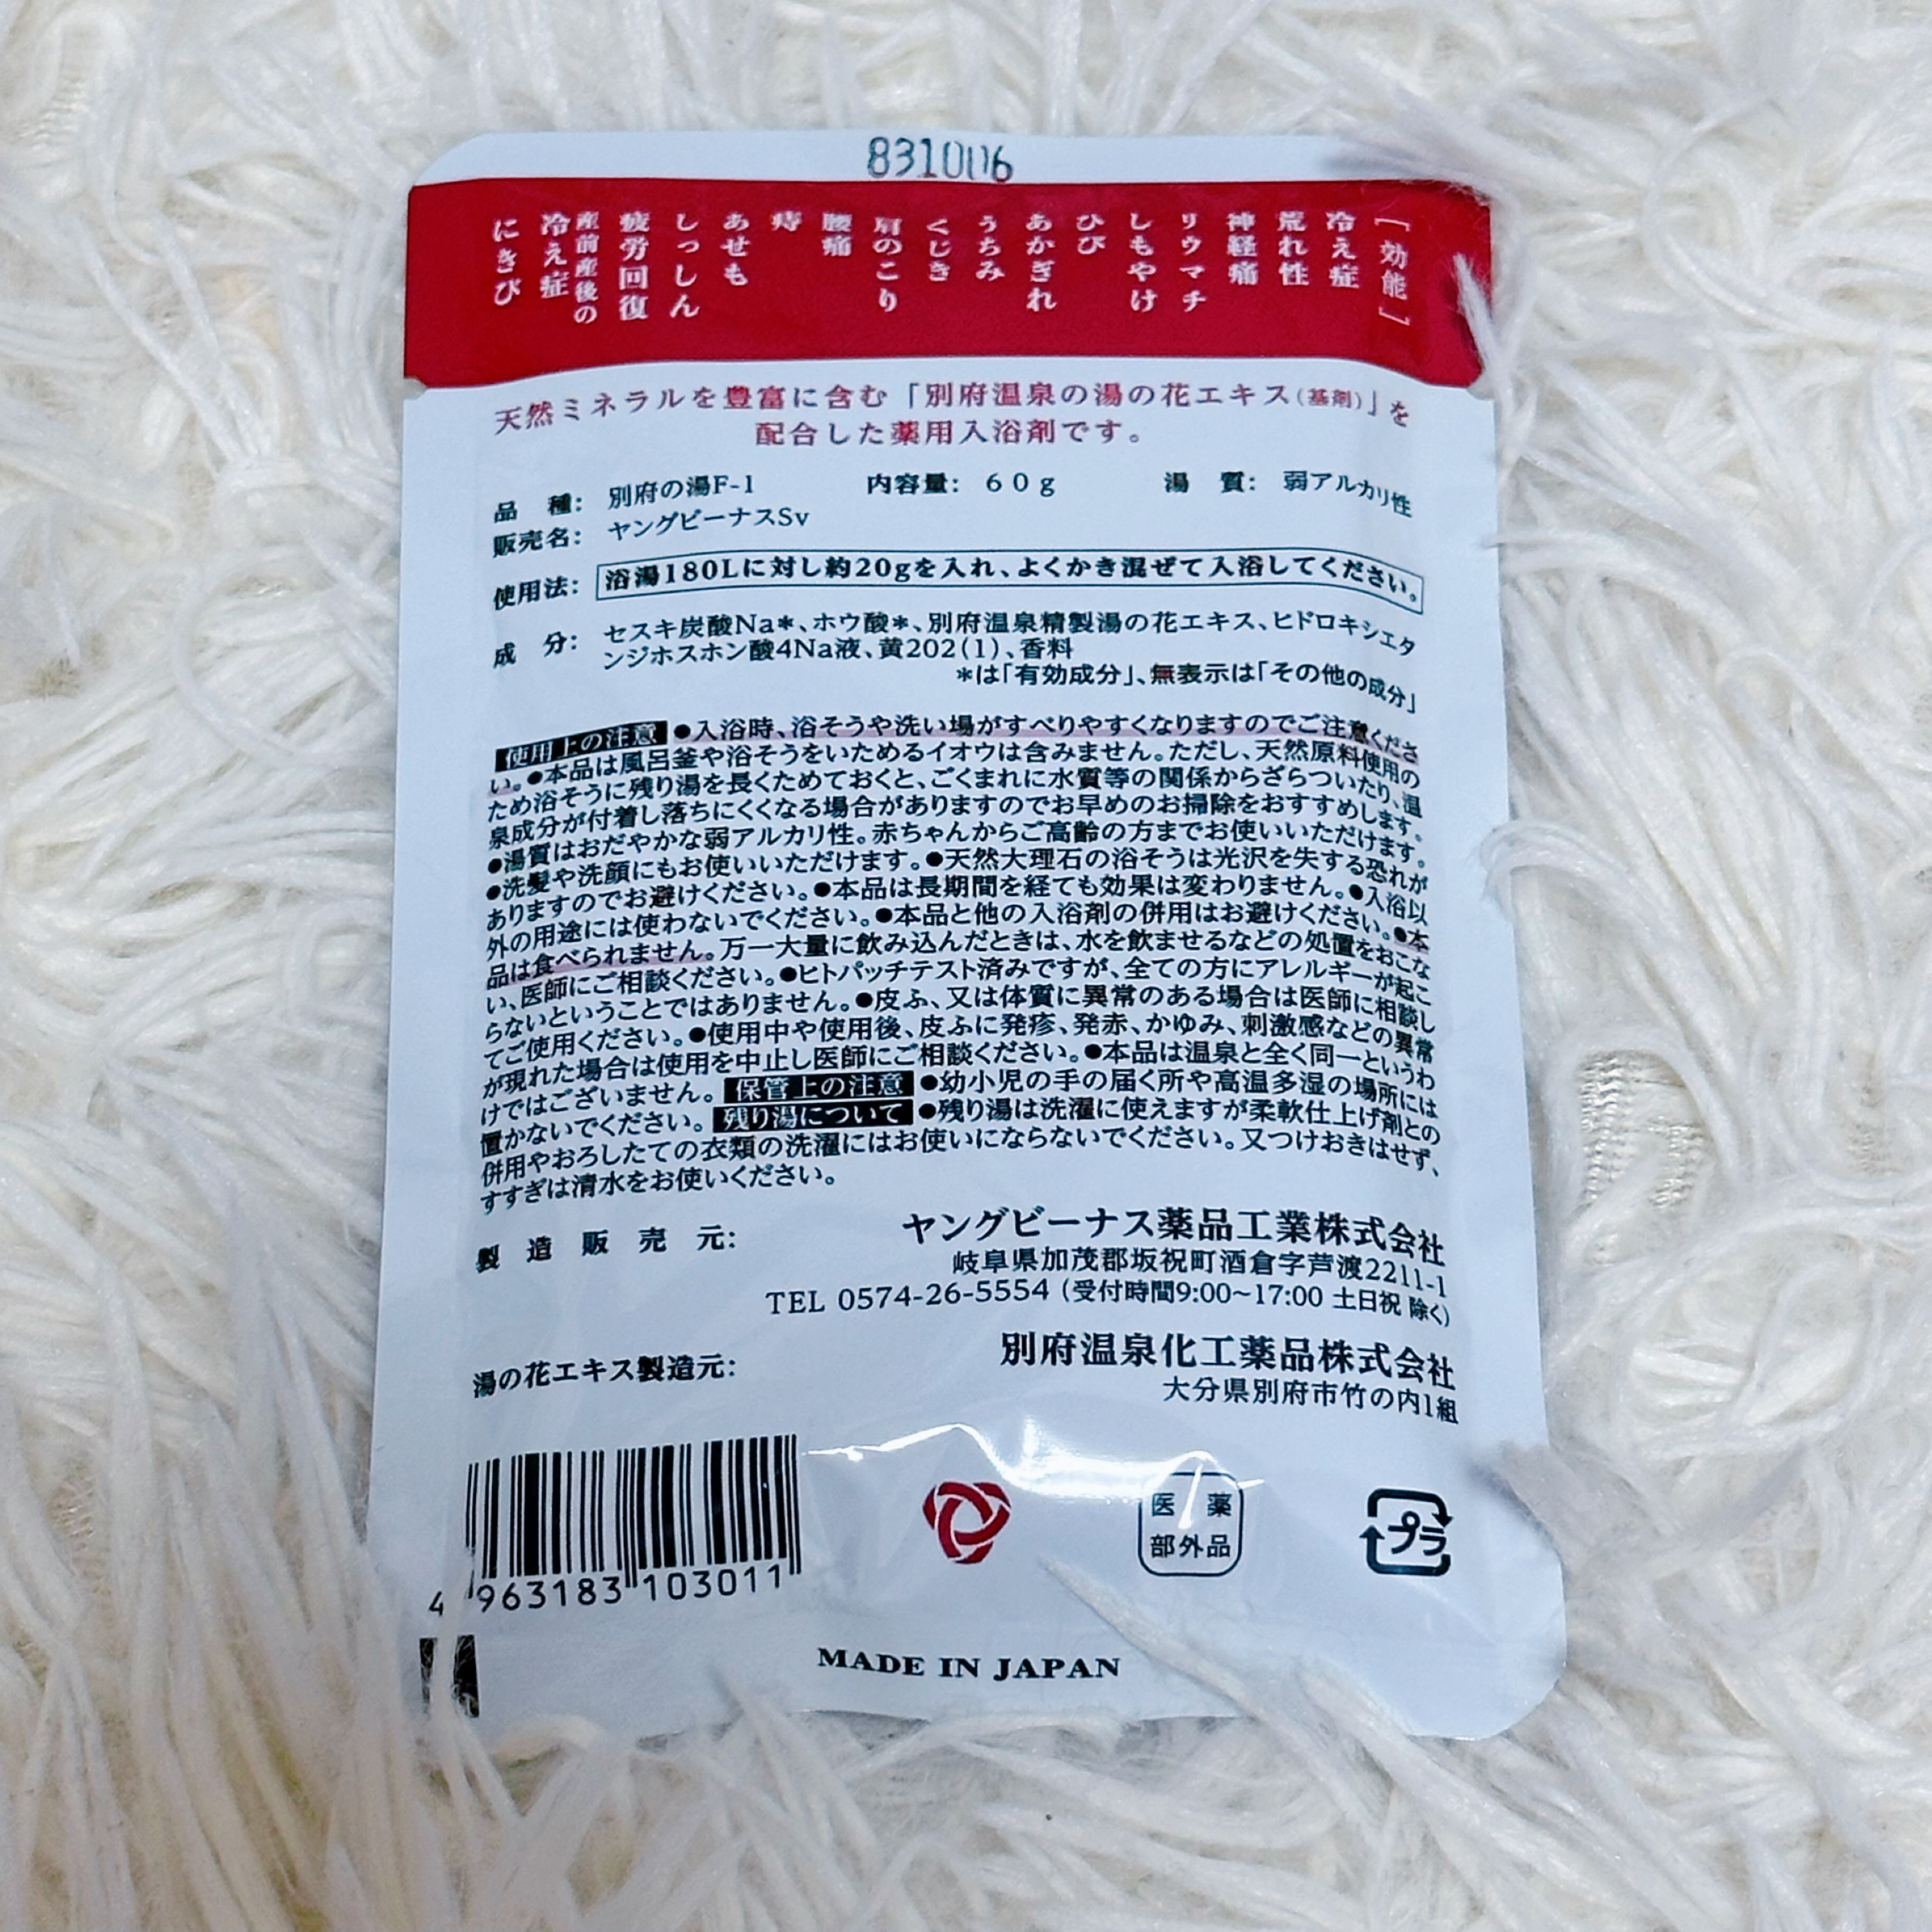 831006
［効能］
冷え症
荒れ性
神経痛
リウマチ
しもやけ
ひび
あかぎれ
うちみ
くじき
肩のこり
腰痛
痔
あせも
しっしん
疲労回復
産前産後の
冷え症
にきび
天然ミネラルを豊富に含む「別府温泉の湯の花エキス(基剤)」を
配合した薬用入浴剤です。
品 種: 別府の湯F-1 内容量: 60g 湯 質: 弱アルカリ性
販売名: ヤングビーナスSv
使用法: 浴湯180Lに対し約20gを入れ、よくかき混ぜて入浴してください。
成 分: セスキ炭酸Na*、ホウ酸*、別府温泉精製湯の花エキス、ヒドロキシエタ
ンジホスホン酸4Na液、黄202(1)、香料
*は「有効成分」、無表示は「その他の成分」
使用上の注意 ●入浴時、浴そうや洗い場がすべりやすくなりますのでご注意くださ
い。●本品は風呂釜や浴そうをいためるイオウは含みません。ただし、天然原料使用の
ため浴そうに残り湯を長くためておくと、ごくまれに水質等の関係からざらついたり、温
泉成分が付着し落ちにくくなる場合がありますのでお早めのお掃除をおすすめします。
●湯質はおだやかな弱アルカリ性。赤ちゃんからご高齢の方までお使いいただけます。
●洗髪や洗顔にもお使いいただけます。●天然大理石の浴そうは光沢を失する恐れが
ありますのでお避けください。●本品は長期間を経ても効果は変わりません。●入浴以
外の用途には使わないでください。●本品と他の入浴剤の併用はお避けください。●本
品は食べられません。万一大量に飲み込んだときは、水を飲ませるなどの処置をおこな
い、医師にご相談ください。●ヒトパッチテスト済みですが、全ての方にアレルギーが起こ
らないということではありません。●皮ふ、又は体質に異常のある場合は医師に相談し
てご使用ください。●使用中や使用後、皮ふに発疹、発赤、かゆみ、刺激感などの異常
が現れた場合は使用を中止し医師にご相談ください。●本品は温泉と全く同一というわ
けではございません。 保管上の注意 ●幼小児の手の届く所や高温多湿の場所には
置かないでください。 残り湯について ●残り湯は洗濯に使えますが柔軟仕上げ剤との
併用やおろしたての衣類の洗濯にはお使いにならないでください。又つけおきはせず、
すすぎは清水をお使いください。
製造販売元: ヤングビーナス薬品工業株式会社
岐阜県加茂郡坂祝町酒倉字芦渡2211-1
TEL 0574-26-5554 (受付時間9:00~17:00 土日祝 除く)
湯の花エキス製造元: 別府温泉化工薬品株式会社
大分県別府市竹の内1組
4 963183 103011
医薬
部外品
プラ
MADE IN JAPAN